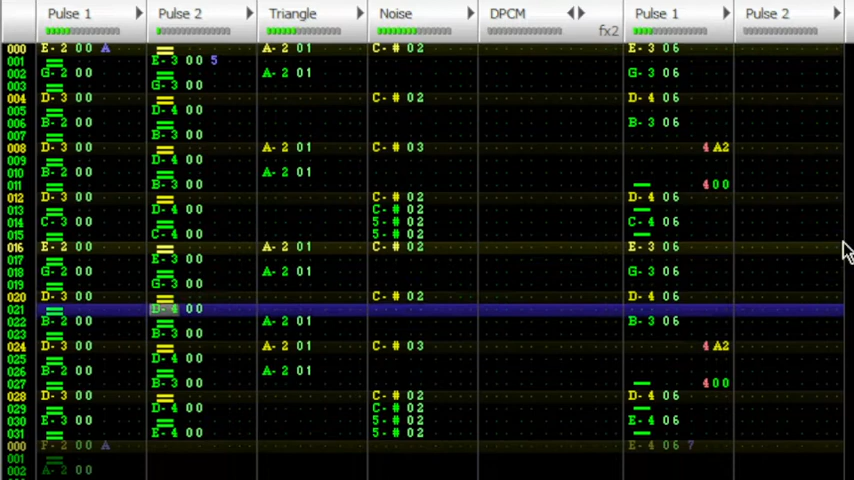 Pulse 1 Pulse 2 Triangle Noise DPCM Pulse 1 Pulse 2
fx2
000 E-2 00 A A-2 01 C-# 02 E-3 06
001 E-3 00 5
002 G-2 00 A-2 01 G-3 06
003 G-3 00
004 D-3 00 C-# 02 D-4 06
005 D-4 00
006 B-2 00 B-3 06
007 B-3 00
008 D-3 00 A-2 01 C-# 03 4 A2
009 D-4 00
010 A-2 01
011 B-3 00 400
012 D-3 00 C-# 02 D-4 06
013 D-4 00 C-# 02
014 C-3 00 5-# 02 C-4 06
015 C-4 00 5-# 02
016 E-2 00 A-2 01 C-# 02 E-3 06
017 E-3 00
018 G-2 00 A-2 01 G-3 06
019 G-3 00
020 D-3 00 C-# 02 D-4 06
021 D-4 00
022 B-2 00 A-2 01 B-3 06
023 B-3 00
024 D-3 00 A-2 01 C-# 03 4 A2
025 D-4 00
026 B-2 00 A-2 01
027 B-3 00 400
028 D-3 00 C-# 02 D-4 06
029 D-4 00 C-# 02
030 E-3 00 5-# 02 E-4 06
031 E-4 00 5-# 02
000 F-2 00 A E-4 06 7
001
002 A-2 00